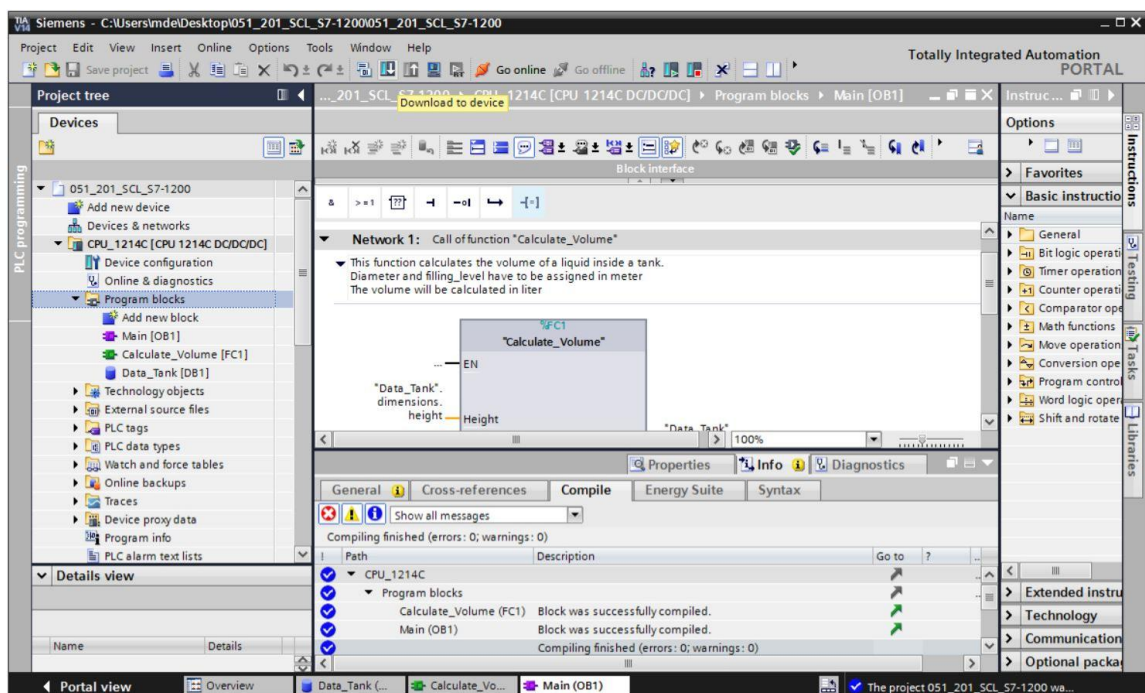 Siemens - C:\Users\mde\Desktop\051_201_SCL_S7-1200\051_201_SCL_S7-1200
Project Edit View Insert Online Options Tools Window Help
Totally Integrated Automation
PORTAL
Save project
Go online
Go offline
Project tree
Devices
PLC programming
051_201_SCL_S7-1200
Add new device
Devices & networks
CPU_1214C [CPU 1214C DC/DC/DC]
Device configuration
Online & diagnostics
Program blocks
Add new block
Main [OB1]
Calculate_Volume [FC1]
Data_Tank [DB1]
Technology objects
External source files
PLC tags
PLC data types
Watch and force tables
Online backups
Traces
Device proxy data
Program info
PLC alarm text lists
Details view
Name Details
1214C [CPU 1214C DC/DC/DC] Program blocks Main [OB1]
Download to device
Block interface
& >=1 ??
Network 1: Call of function "Calculate_Volume"
This function calculates the volume of a liquid inside a tank.
Diameter and filling_level have to be assigned in meter
The volume will be calculated in liter
%FC1
"Calculate_Volume"
... EN
"Data_Tank".
dimensions.
height Height
"Data_Tank"
100%
Properties Info Diagnostics
General Cross-references Compile Energy Suite Syntax
Show all messages
Compiling finished (errors: 0; warnings: 0)
! Path Description Go to ?
CPU_1214C
Program blocks
Calculate_Volume (FC1) Block was successfully compiled.
Main (OB1) Block was successfully compiled.
Compiling finished (errors: 0; warnings: 0)
Instruc...
Options
Favorites
Basic instructio
Name
General
Bit logic operati
Timer operation
Counter operati
Comparator ope
Math functions
Move operation
Conversion ope
Program control
Word logic opera
Shift and rotate
Extended instru
Technology
Communication
Optional packa
Instructions
Testing
Tasks
Libraries
Portal view Overview Data_Tank (... Calculate_Vo... Main (OB1)
The project 051_201_SCL_S7-1200 wa...